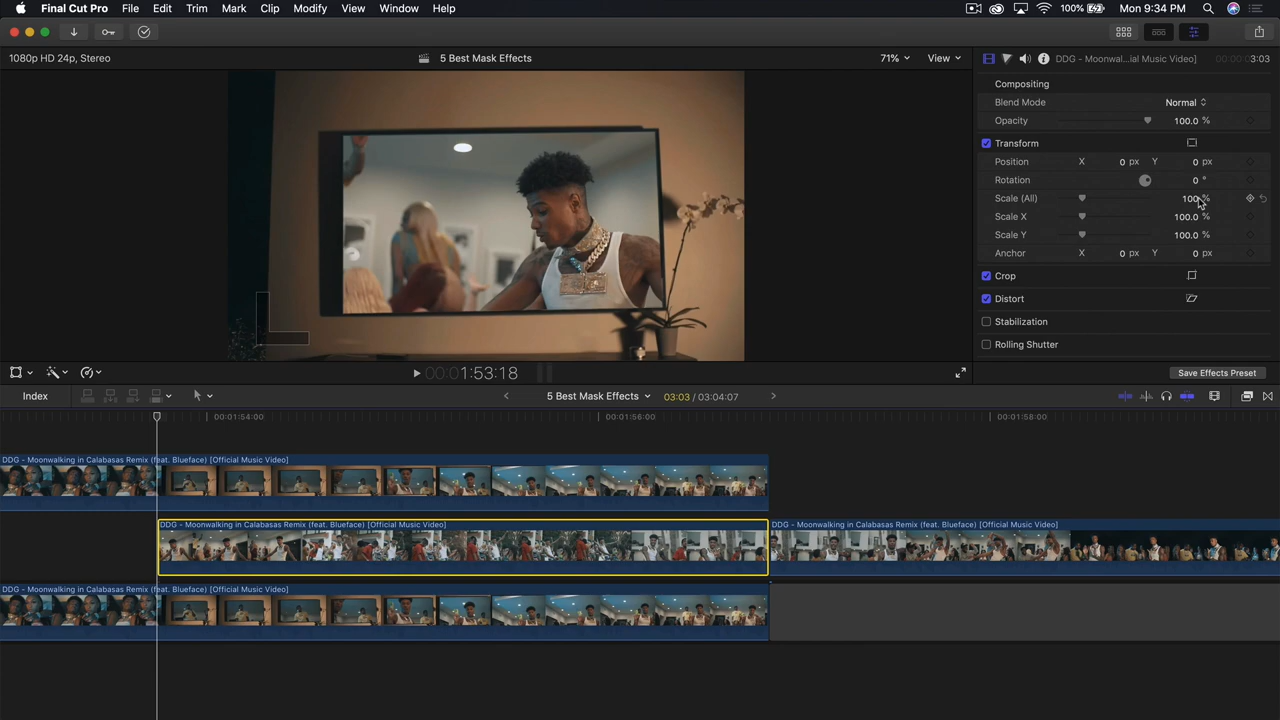 Final Cut Pro File Edit Trim Mark Clip Modify View Window Help 100% Mon 9:34 PM
1080p HD 24p, Stereo 5 Best Mask Effects 71% View DDG - Moonwal...ial Music Video] 3:03
Compositing
Blend Mode Normal
Opacity 100.0 %
Transform
Position X 0 px Y 0 px
Rotation 0 °
Scale (All) 100 %
Scale X 100.0 %
Scale Y 100.0 %
Anchor X 0 px Y 0 px
Crop
Distort
Stabilization
Rolling Shutter
00:00:01:53:18 Save Effects Preset
Index 5 Best Mask Effects 03:03 / 03:04:07
00:01:54:00 00:01:56:00 00:01:58:00
DDG - Moonwalking in Calabasas Remix (feat. Blueface) [Official Music Video]
DDG - Moonwalking in Calabasas Remix (feat. Blueface) [Official Music Video] DDG - Moonwalking in Calabasas Remix (feat. Blueface) [Official Music Video]
DDG - Moonwalking in Calabasas Remix (feat. Blueface) [Official Music Video]